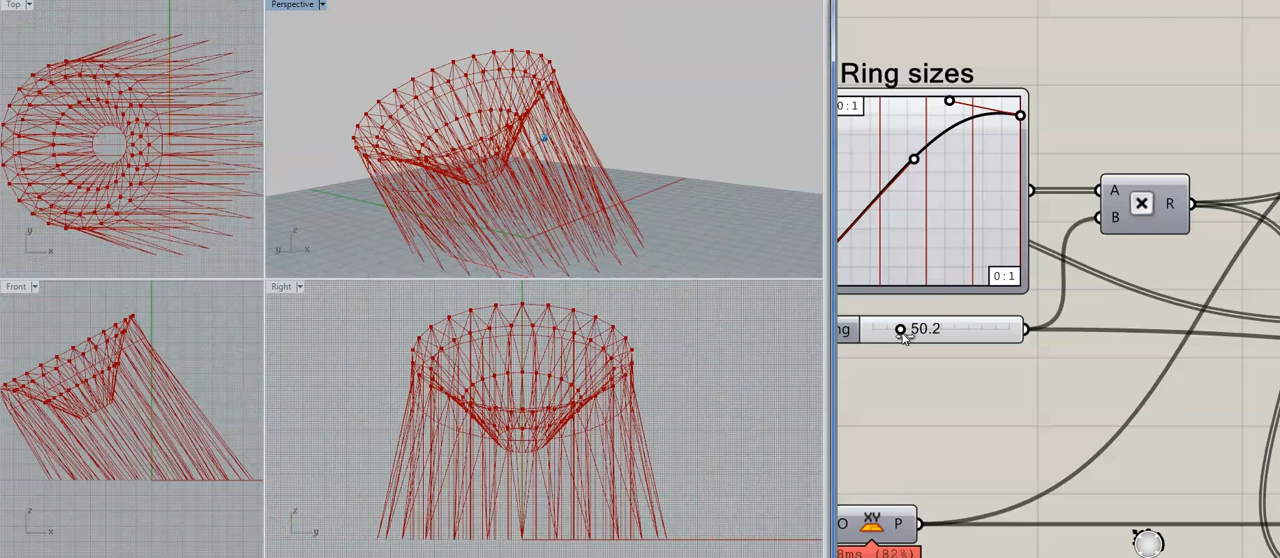 Top
Perspective
y
x
z
y x
Front
Right
z
x
z
y
Ring sizes
0:1
0:1
A
B
R
ng
50.2
O XY P
8ms (82%)